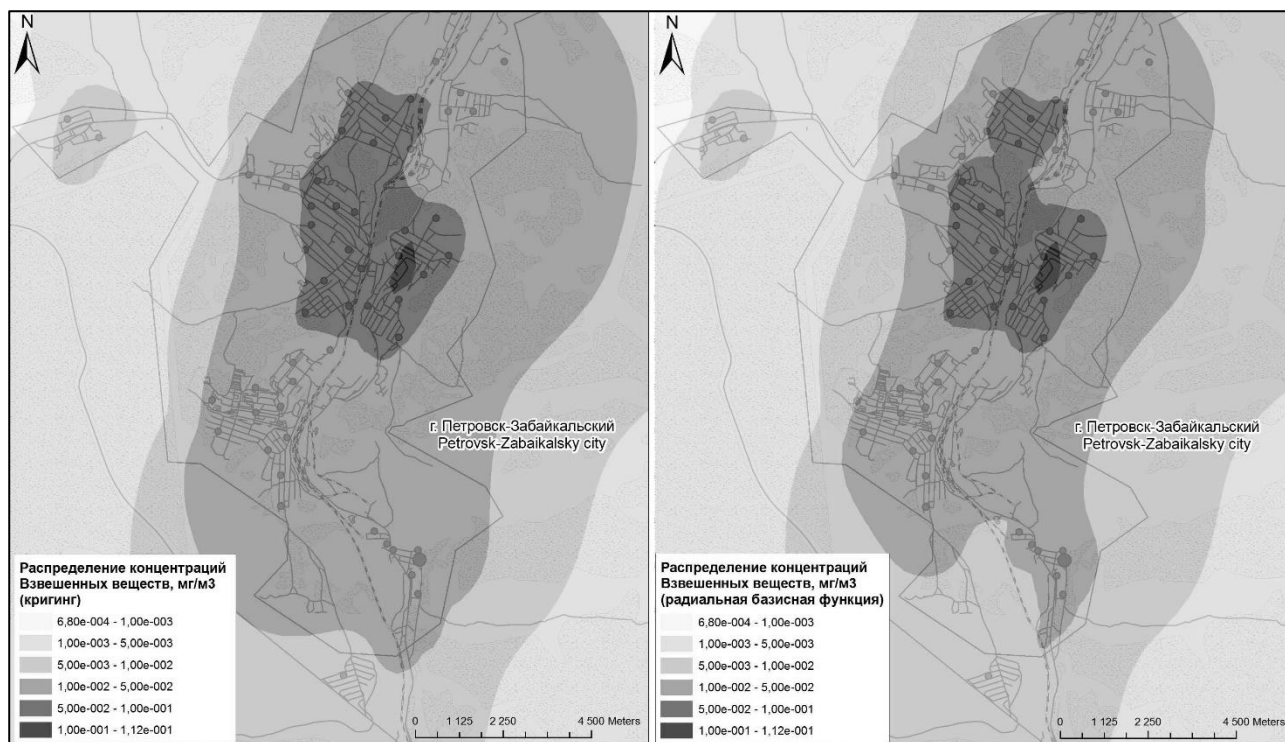 N
г. Петровск-Забайкальский
Petrovsk-Zabaikalsky city
Распределение концентраций
Взвешенных веществ, мг/м3
(кригинг)
6,80e-004 - 1,00e-003
1,00e-003 - 5,00e-003
5,00e-003 - 1,00e-002
1,00e-002 - 5,00e-002
5,00e-002 - 1,00e-001
1,00e-001 - 1,12e-001
0 1 125 2 250 4 500 Meters
N
г. Петровск-Забайкальский
Petrovsk-Zabaikalsky city
Распределение концентраций
Взвешенных веществ, мг/м3
(радиальная базисная функция)
6,80e-004 - 1,00e-003
1,00e-003 - 5,00e-003
5,00e-003 - 1,00e-002
1,00e-002 - 5,00e-002
5,00e-002 - 1,00e-001
1,00e-001 - 1,12e-001
0 1 125 2 250 4 500 Meters